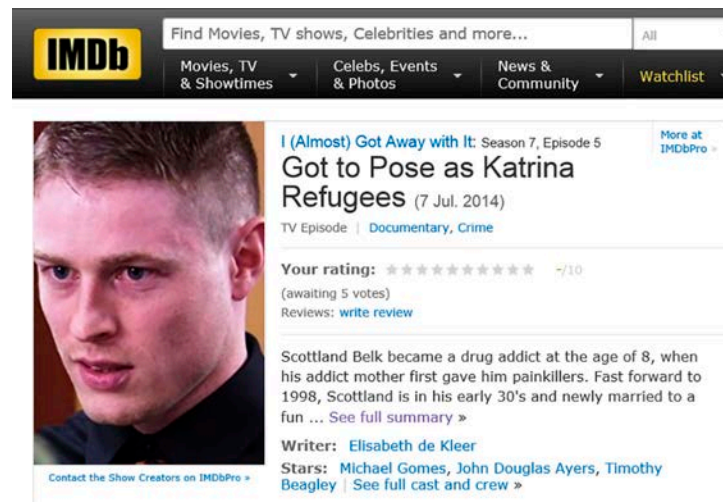 IMDb
Find Movies, TV shows, Celebrities and more...
All
Movies, TV
& Showtimes
Celebs, Events
& Photos
News &
Community
Watchlist
I (Almost) Got Away with It: Season 7, Episode 5
More at
IMDbPro »
Got to Pose as Katrina
Refugees (7 Jul. 2014)
TV Episode | Documentary, Crime
Your rating: -/10
(awaiting 5 votes)
Reviews: write review
Scottland Belk became a drug addict at the age of 8, when
his addict mother first gave him painkillers. Fast forward to
1998, Scottland is in his early 30's and newly married to a
fun ... See full summary »
Writer: Elisabeth de Kleer
Stars: Michael Gomes, John Douglas Ayers, Timothy
Beagley | See full cast and crew »
Contact the Show Creators on IMDbPro »